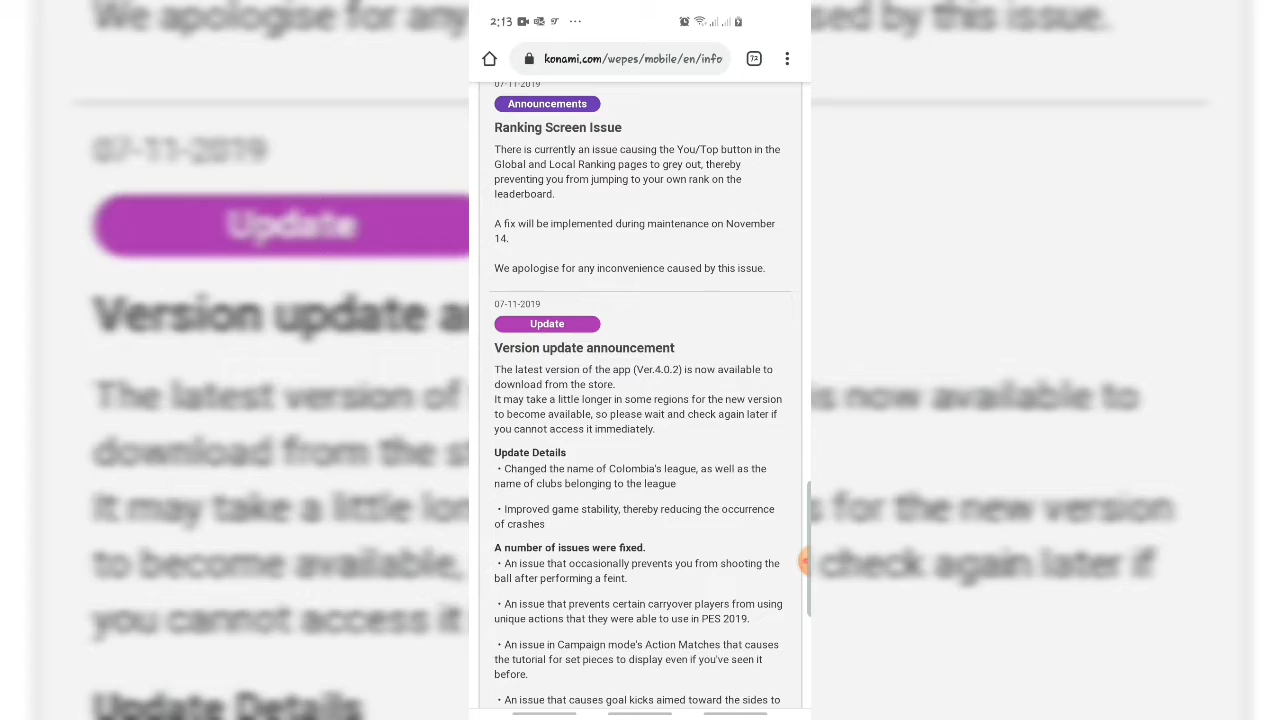 2:13
konami.com/wepes/mobile/en/info
72
07-11-2019
Announcements
Ranking Screen Issue
There is currently an issue causing the You/Top button in the
Global and Local Ranking pages to grey out, thereby
preventing you from jumping to your own rank on the
leaderboard.
A fix will be implemented during maintenance on November
14.
We apologise for any inconvenience caused by this issue.
07-11-2019
Update
Version update announcement
The latest version of the app (Ver.4.0.2) is now available to
download from the store.
It may take a little longer in some regions for the new version
to become available, so please wait and check again later if
you cannot access it immediately.
Update Details
・Changed the name of Colombia's league, as well as the
name of clubs belonging to the league
・Improved game stability, thereby reducing the occurrence
of crashes
A number of issues were fixed.
・An issue that occasionally prevents you from shooting the
ball after performing a feint.
・An issue that prevents certain carryover players from using
unique actions that they were able to use in PES 2019.
・An issue in Campaign mode's Action Matches that causes
the tutorial for set pieces to display even if you've seen it
before.
・An issue that causes goal kicks aimed toward the sides to
We apologise for any
sed by this issue.
07-11-2019
Update
Version update a
The latest version of t
is now available to
download from the st
It may take a little lon
s for the new version
to become available,
check again later if
you cannot access it
Update Details